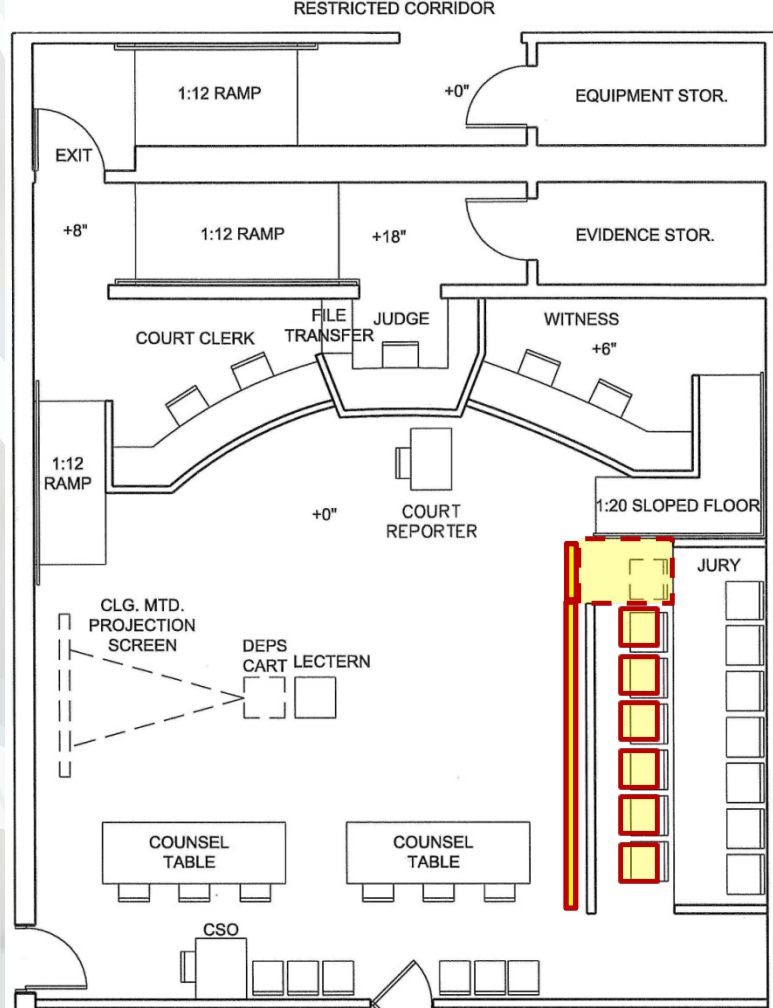 RESTRICTED CORRIDOR
1:12 RAMP
+0"
EQUIPMENT STOR.
EXIT
+8"
1:12 RAMP
+18"
EVIDENCE STOR.
COURT CLERK
FILE
TRANSFER
JUDGE
WITNESS
+6"
1:12
RAMP
+0"
COURT
REPORTER
1:20 SLOPED FLOOR
JURY
CLG. MTD.
PROJECTION
SCREEN
DEPS
CART
LECTERN
COUNSEL
TABLE
COUNSEL
TABLE
CSO